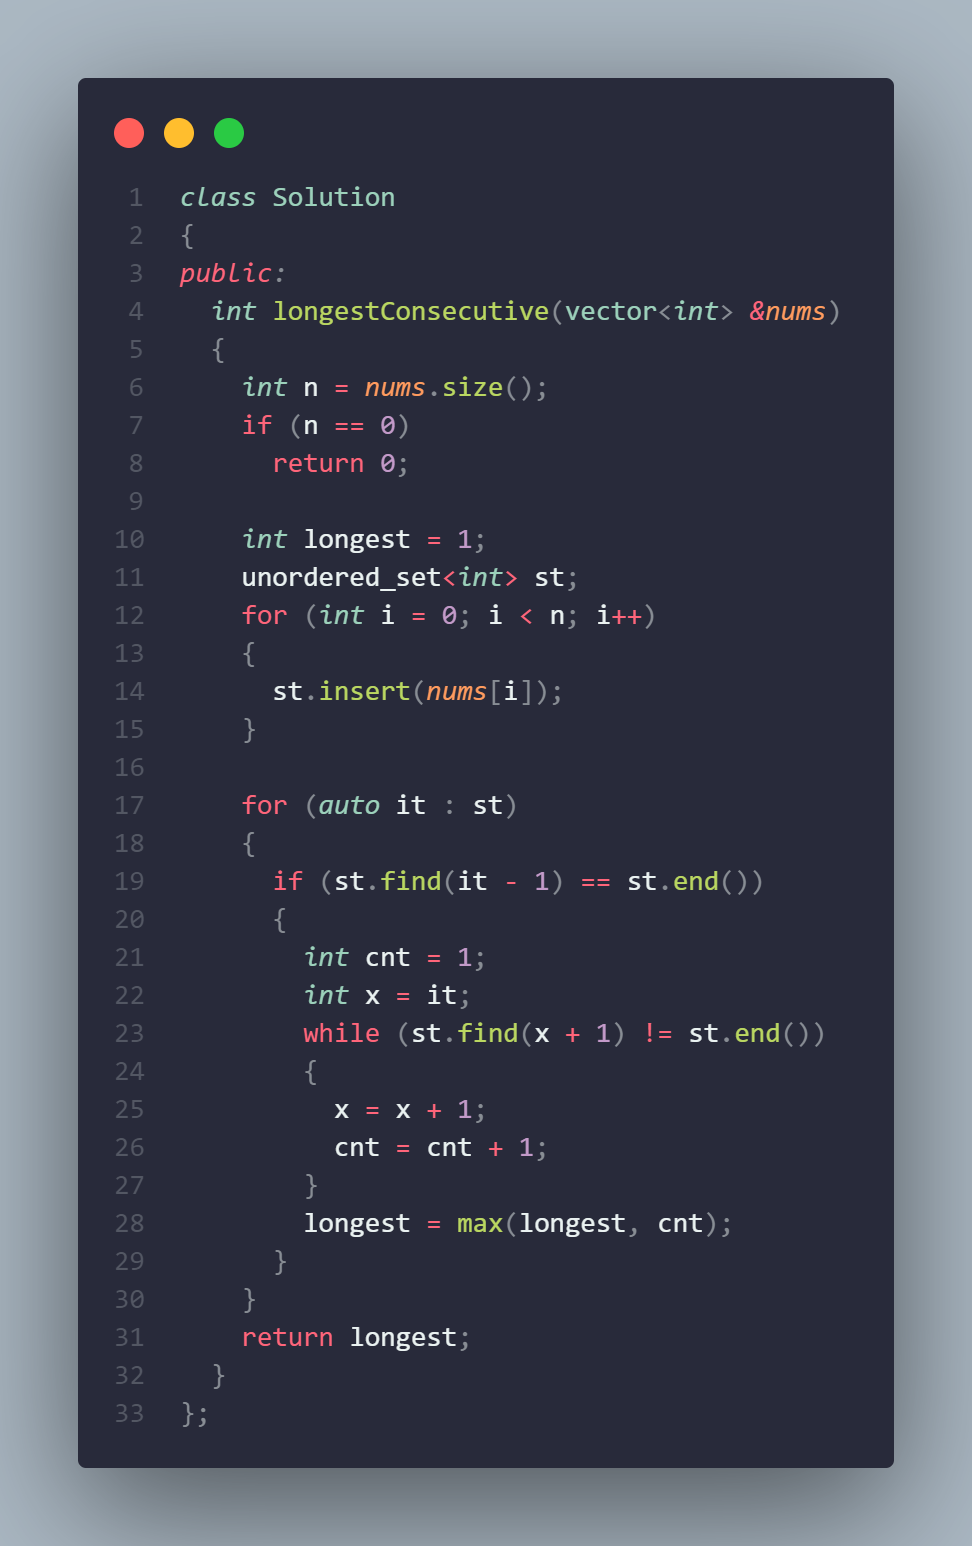 1 class Solution
2 {
3 public:
4   int longestConsecutive(vector<int> &nums)
5   {
6     int n = nums.size();
7     if (n == 0)
8       return 0;
9
10     int longest = 1;
11     unordered_set<int> st;
12     for (int i = 0; i < n; i++)
13     {
14       st.insert(nums[i]);
15     }
16
17     for (auto it : st)
18     {
19       if (st.find(it - 1) == st.end())
20       {
21         int cnt = 1;
22         int x = it;
23         while (st.find(x + 1) != st.end())
24         {
25           x = x + 1;
26           cnt = cnt + 1;
27         }
28         longest = max(longest, cnt);
29       }
30     }
31     return longest;
32   }
33 };